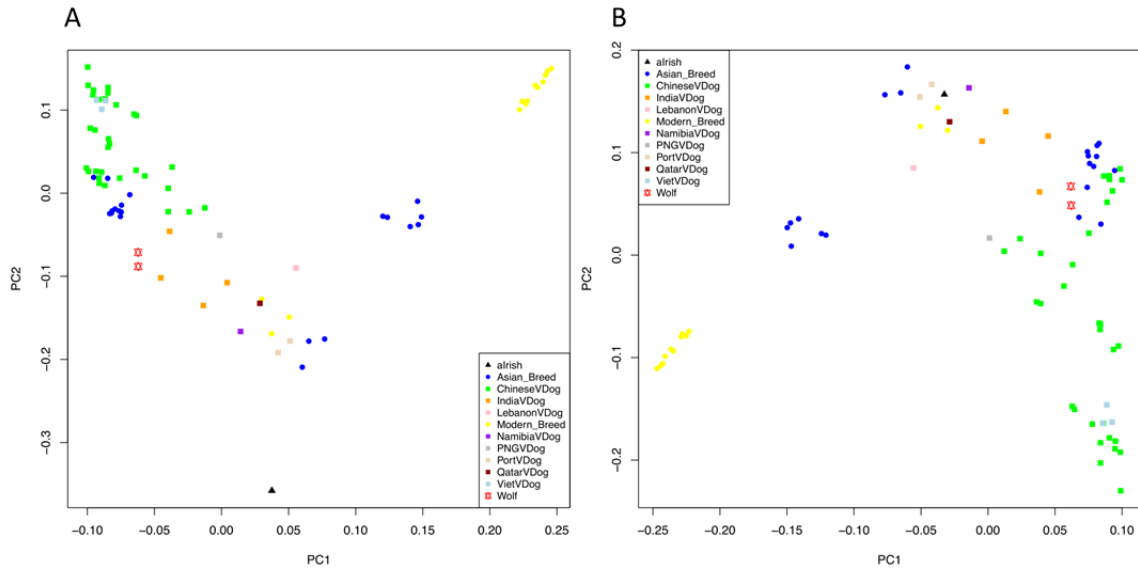 A
PC2
0.1
0.0
−0.1
−0.2
−0.3
−0.10
−0.05
0.00
0.05
0.10
0.15
0.20
0.25
PC1
aIrish
Asian_Breed
ChineseVDog
IndiaVDog
LebanonVDog
Modern_Breed
NamibiaVDog
PNGVDog
PortVDog
QatarVDog
VietVDog
Wolf
B
PC2
0.2
0.1
0.0
−0.1
−0.2
−0.25
−0.20
−0.15
−0.10
−0.05
0.00
0.05
0.10
PC1
aIrish
Asian_Breed
ChineseVDog
IndiaVDog
LebanonVDog
Modern_Breed
NamibiaVDog
PNGVDog
PortVDog
QatarVDog
VietVDog
Wolf